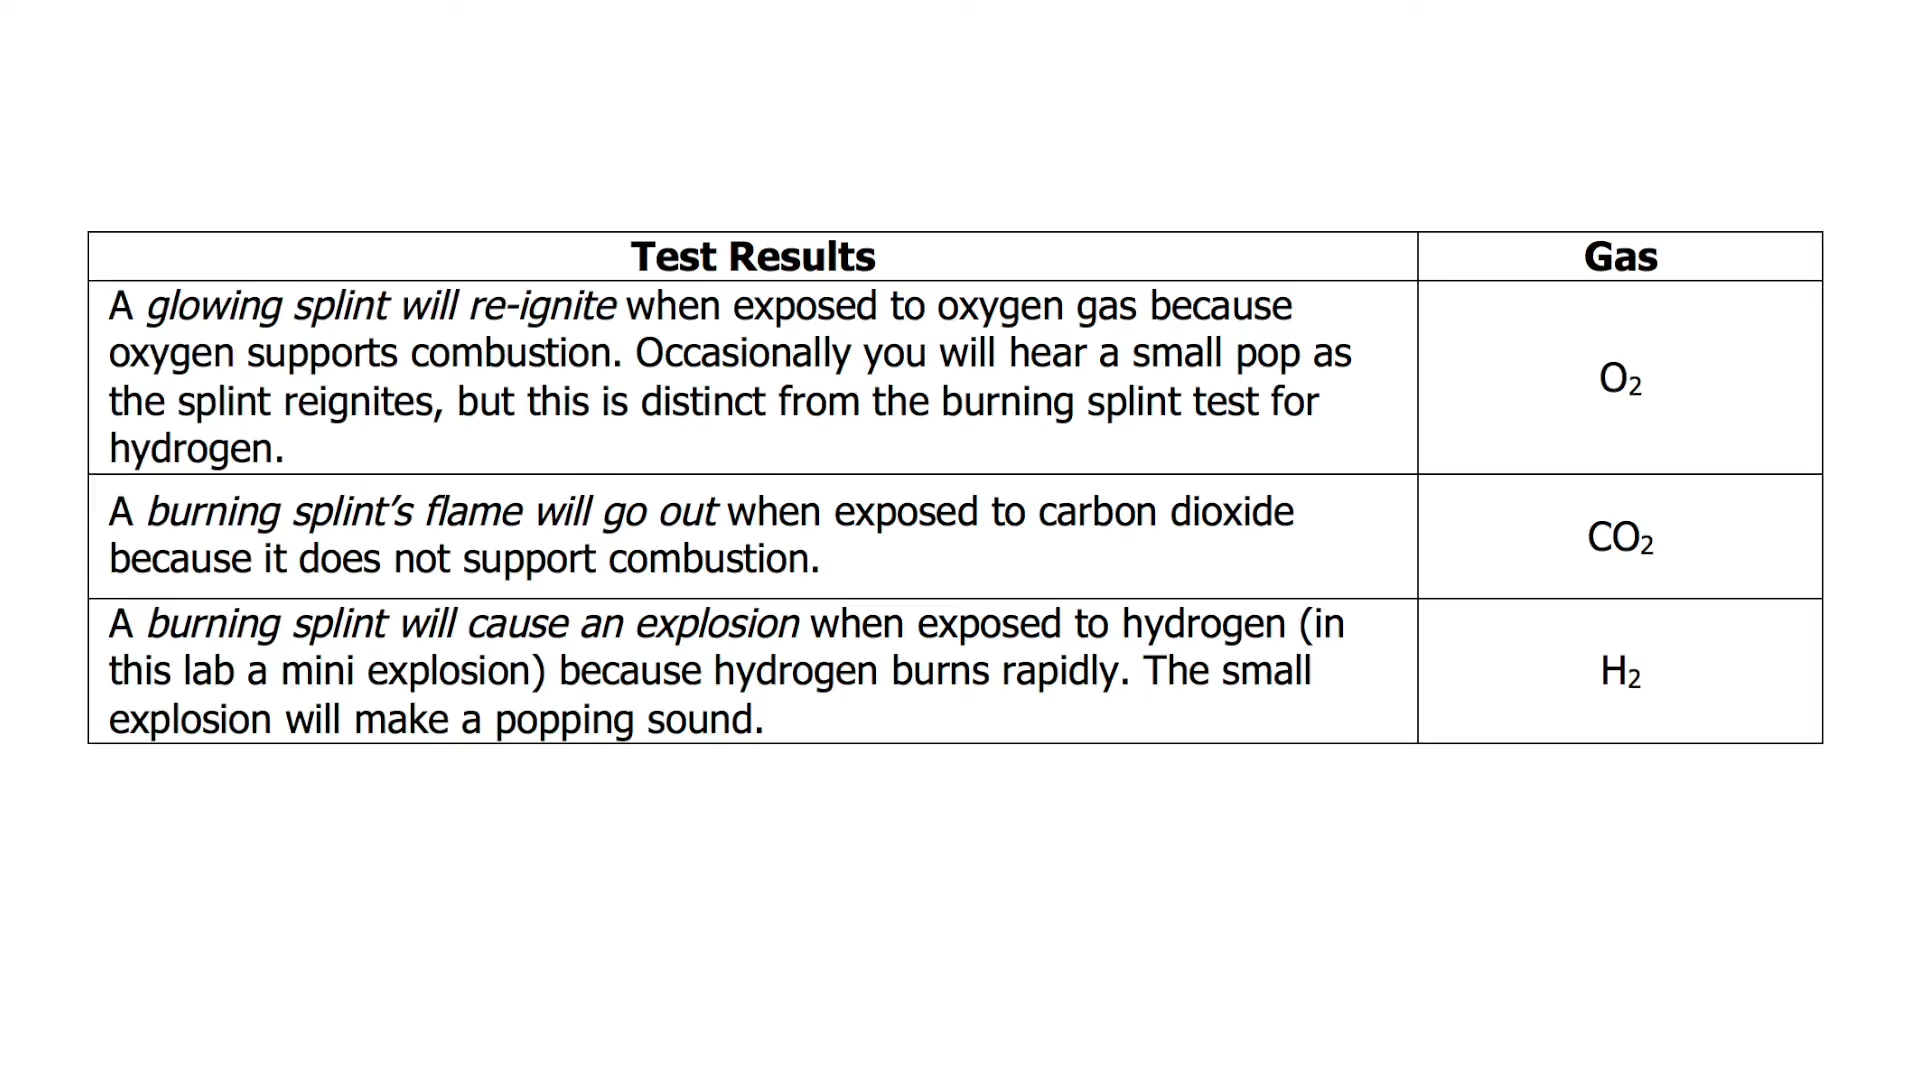 Test Results
Gas
A glowing splint will re-ignite when exposed to oxygen gas because
oxygen supports combustion. Occasionally you will hear a small pop as
the splint reignites, but this is distinct from the burning splint test for
hydrogen.
O₂
A burning splint’s flame will go out when exposed to carbon dioxide
because it does not support combustion.
CO₂
A burning splint will cause an explosion when exposed to hydrogen (in
this lab a mini explosion) because hydrogen burns rapidly. The small
explosion will make a popping sound.
H₂